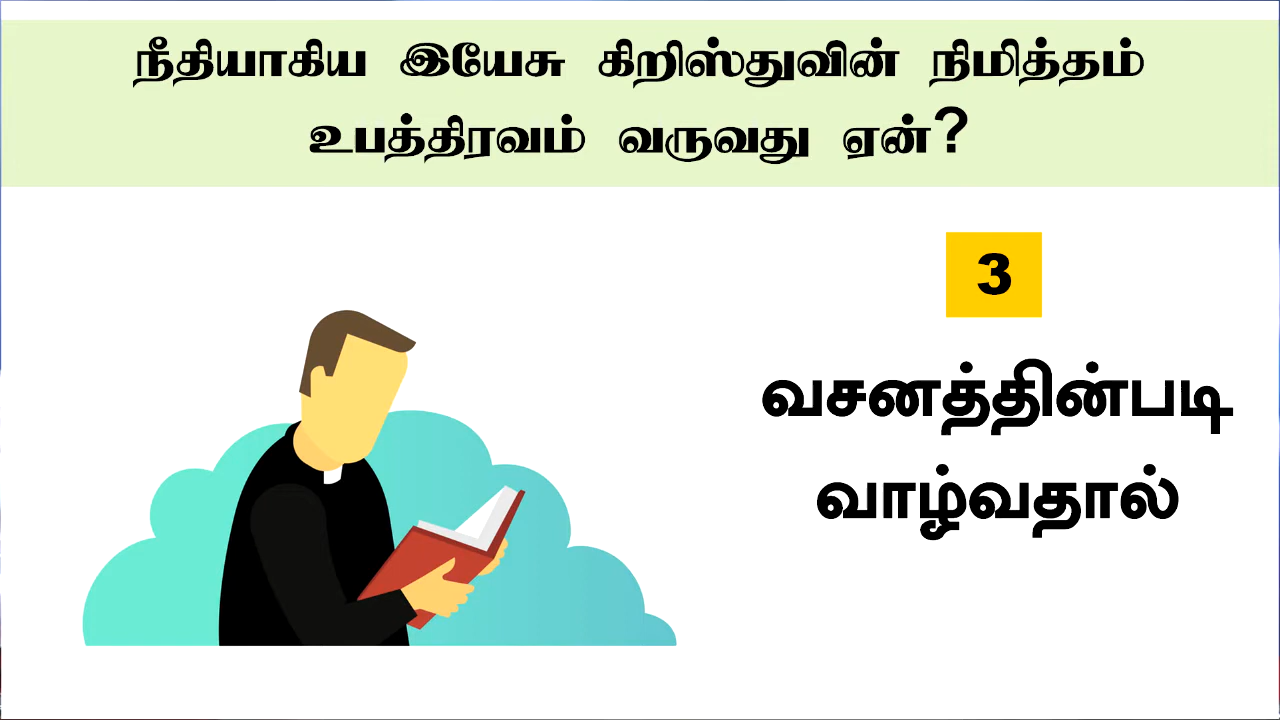 நீதியாகிய இயேசு கிறிஸ்துவின் நிமித்தம்
உபத்திரவம் வருவது ஏன்?
3
வசனத்தின்படி
வாழ்வதால்